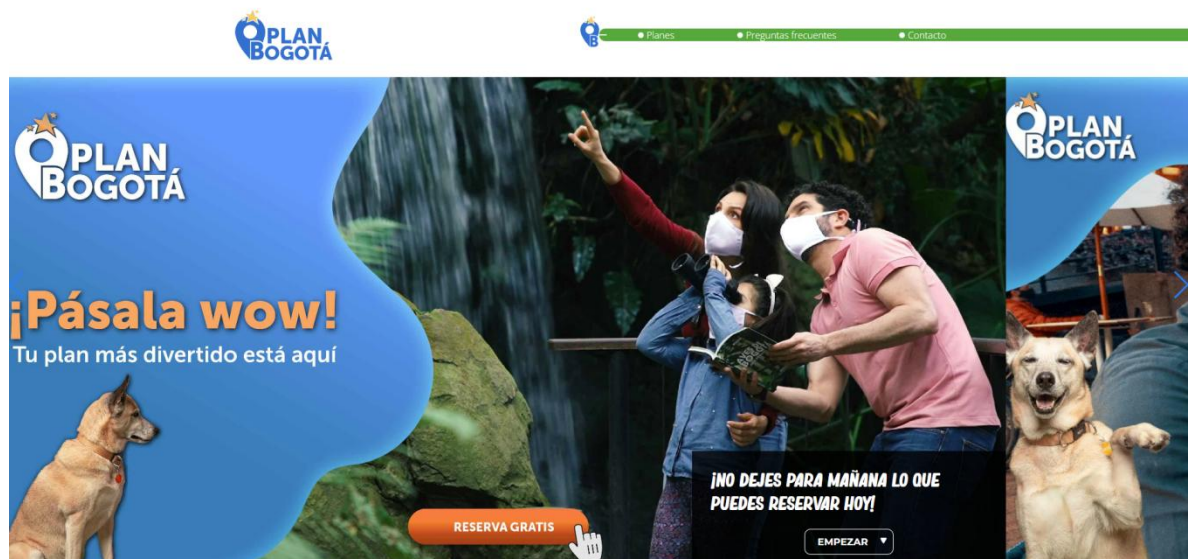 PLAN
BOGOTÁ
Planes
Preguntas frecuentes
Contacto
PLAN
BOGOTÁ
¡Pásala wow!
Tu plan más divertido está aquí
RESERVA GRATIS
¡NO DEJES PARA MAÑANA LO QUE
PUEDES RESERVAR HOY!
EMPEZAR
PLAN
BOGOTÁ